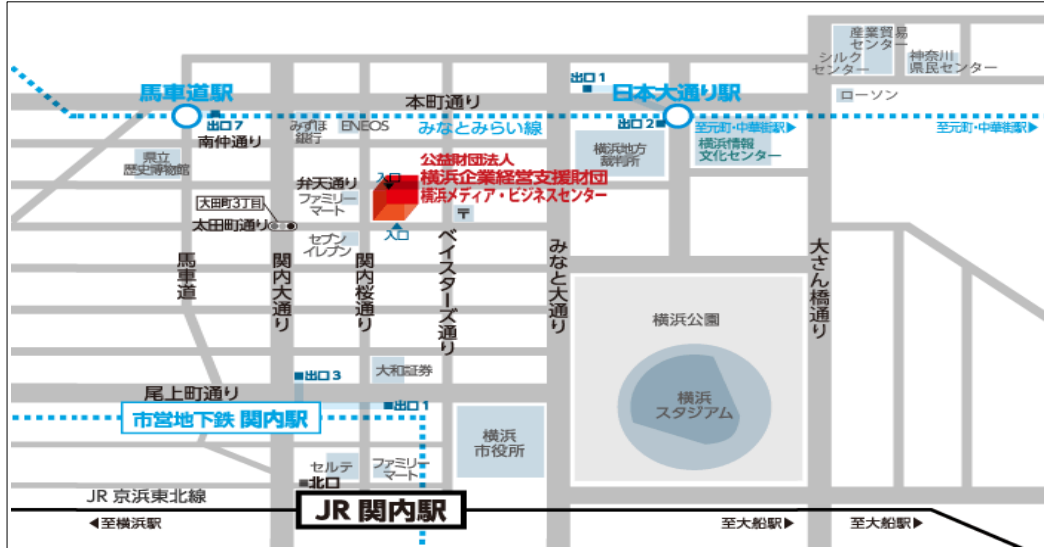 産業貿易
センター
シルク
センター
神奈川
県民センター
ローソン
馬車道駅
出口7
南仲通り
本町通り
みなとみらい線
出口1
日本大通り駅
出口2
至元町・中華街駅▶
至元町・中華街駅▶
みずほ
銀行
ENEOS
横浜地方
裁判所
横浜情報
文化センター
県立
歴史博物館
公益財団法人
横浜企業経営支援財団
横浜メディア・ビジネスセンター
入口
弁天通り
ファミリー
マート
大田町3丁目
太田町通り
〒
入口
セブン
イレブン
馬車道
関内大通り
関内桜通り
ベイスターズ通り
みなと大通り
大さん橋通り
横浜公園
横浜
スタジアム
出口3
大和証券
尾上町通り
出口1
市営地下鉄 関内駅
横浜
市役所
セルテ
ファミリー
マート
北口
JR 京浜東北線
JR 関内駅
◀至横浜駅
至大船駅▶
至大船駅▶